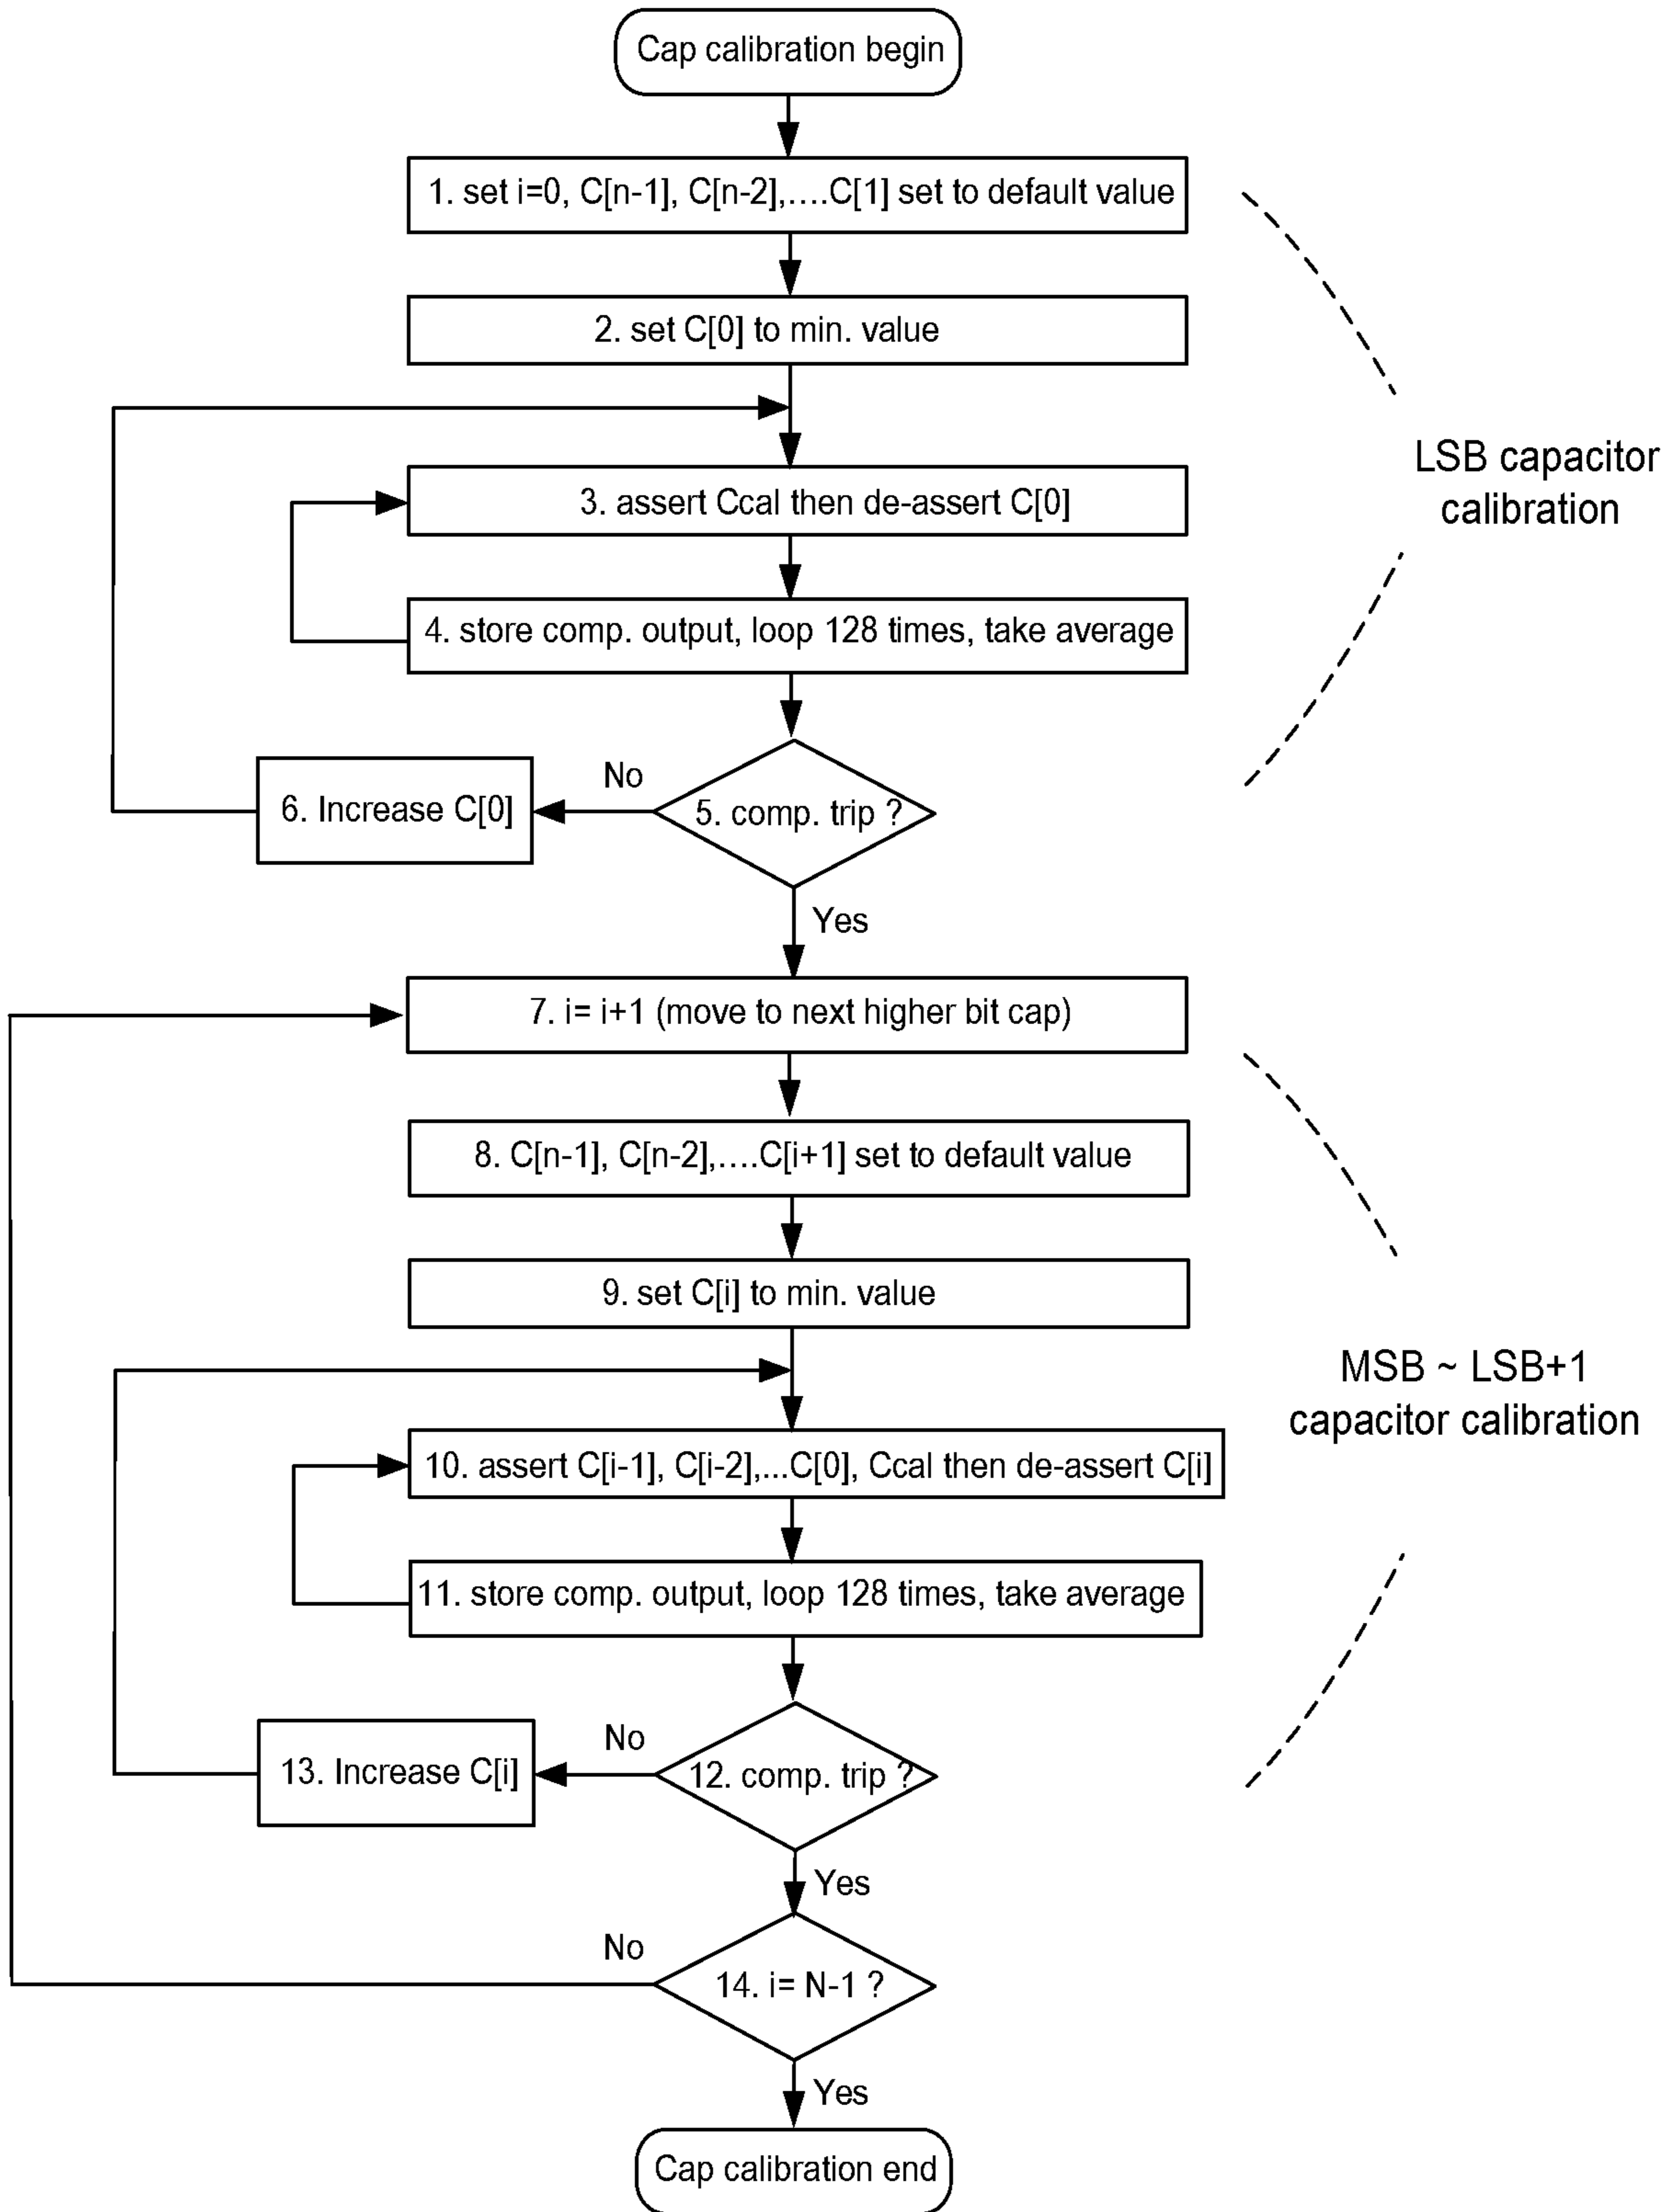 Cap calibration begin
1. set i=0, C[n-1], C[n-2],....C[1] set to default value
2. set C[0] to min. value
3. assert Ccal then de-assert C[0]
4. store comp. output, loop 128 times, take average
LSB capacitor
calibration
5. comp. trip ?
No
6. Increase C[0]
Yes
7. i= i+1 (move to next higher bit cap)
8. C[n-1], C[n-2],....C[i+1] set to default value
9. set C[i] to min. value
10. assert C[i-1], C[i-2],...C[0], Ccal then de-assert C[i]
11. store comp. output, loop 128 times, take average
MSB ~ LSB+1
capacitor calibration
12. comp. trip ?
No
13. Increase C[i]
Yes
14. i= N-1 ?
No
Yes
Cap calibration end